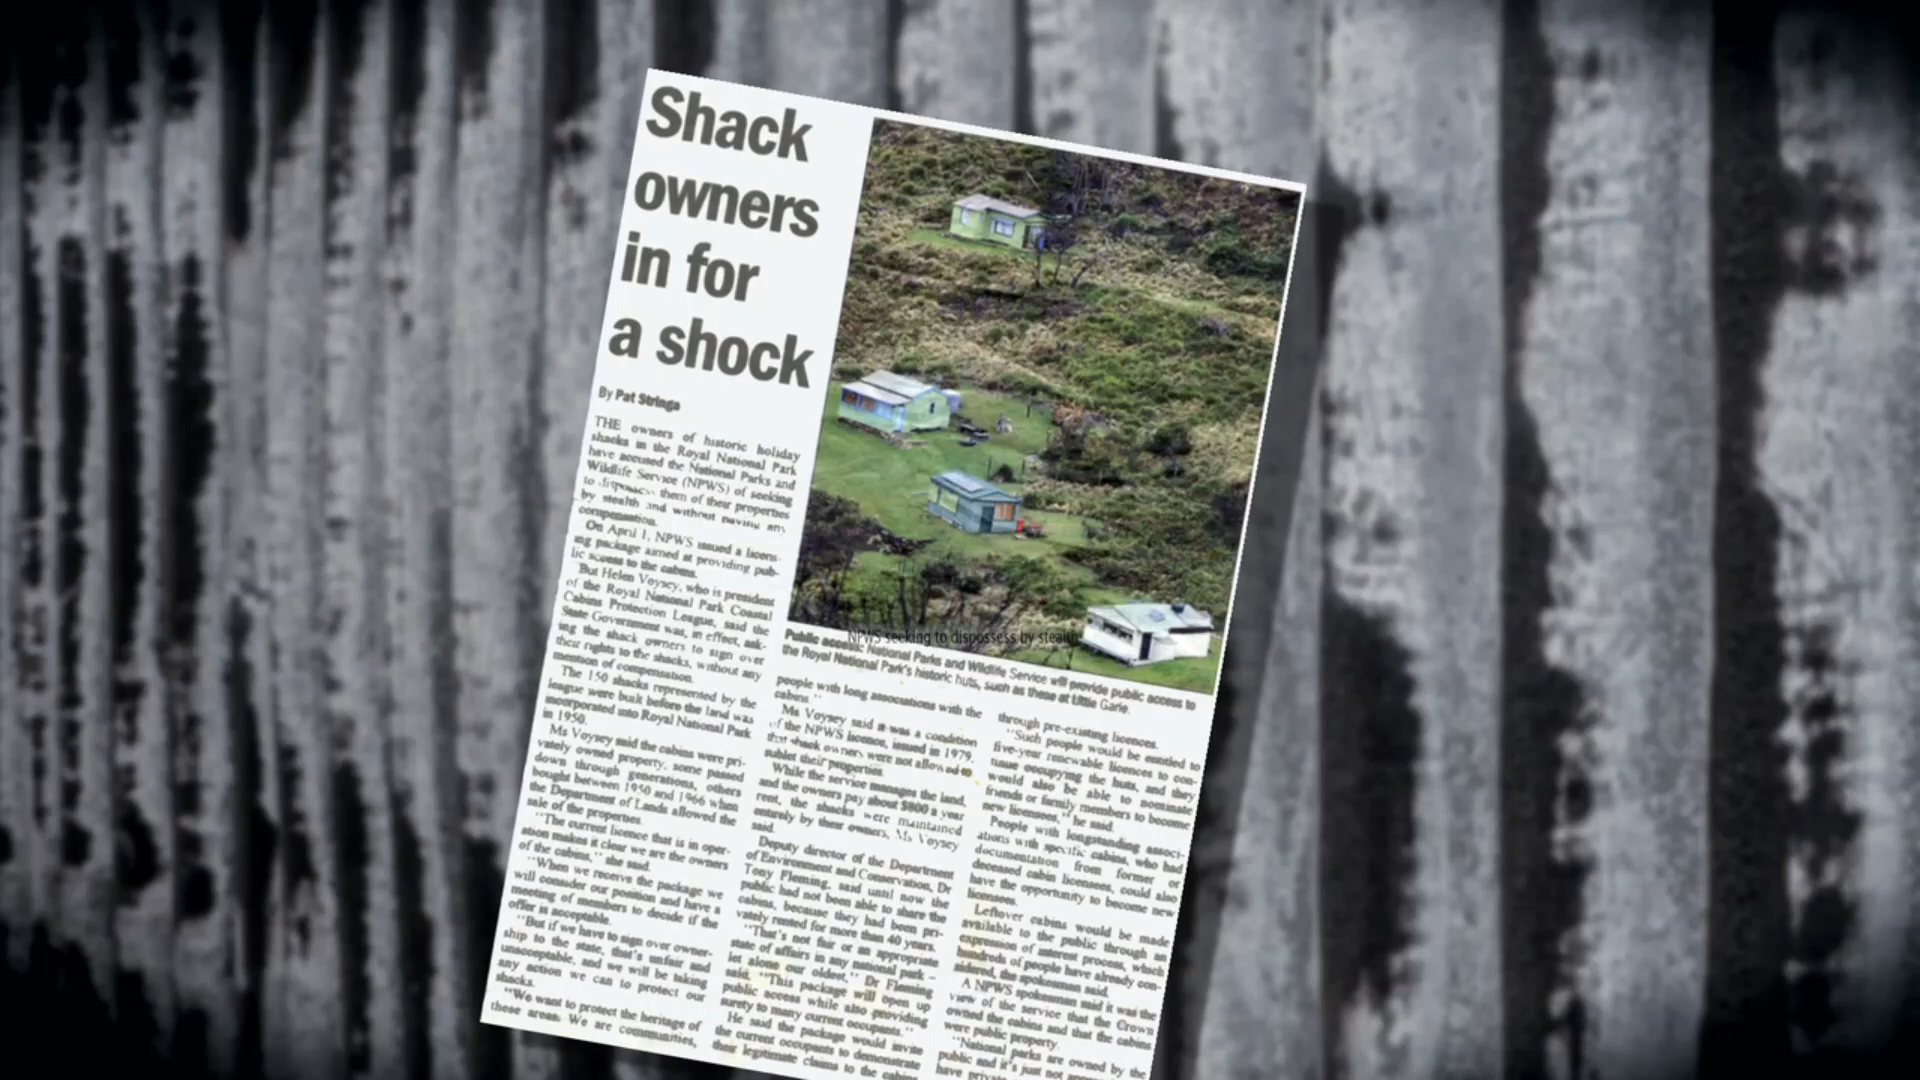 Shack
owners
in for
a shock
By Pat Stringa
THE owners of historic holiday
shacks in the Royal National Park
have accused the National Parks and
Wildlife Service (NPWS) of seeking
to dispossess them of their properties
by stealth and without paying any
compensation.
On April 1, NPWS issued a licens-
ing package aimed at providing pub-
lic access to the cabins.
But Helen Voysey, who is president
of the Royal National Park Coastal
Cabins Protection League, said the
State Government was, in effect, ask-
ing the shack owners to sign over
their rights to the shacks, without any
mention of compensation.
The 150 shacks represented by the
league were built before the land was
incorporated into Royal National Park
in 1950.
Ms Voysey said the cabins were pri-
vately owned property, some passed
down through generations, others
bought between 1950 and 1966 when
the Department of Lands allowed the
sale of the properties.
"The current licence that is in oper-
ation makes it clear we are the owners
of the cabins," she said.
"When we receive the package we
will consider our position and have a
meeting of members to decide if the
offer is acceptable.
"But if we have to sign over owner-
ship to the state, that's unfair and
unacceptable, and we will be taking
any action we can to protect our
shacks.
"We want to protect the heritage of
these areas. We are communities,
NPWS seeking to dispossess by stealth
Public access: National Parks and Wildlife Service will provide public access to
the Royal National Park's historic huts, such as these at Little Garie.
people with long associations with the
cabins."
Ms Voysey said it was a condition
of the NPWS licence, issued in 1979,
that shack owners were not allowed to
sublet their properties.
While the service manages the land,
and the owners pay about $800 a year
rent, the shacks were maintained
entirely by their owners, Ms Voysey
said.
Deputy director of the Department
of Environment and Conservation, Dr
Tony Fleming, said until now the
public had not been able to share the
cabins, because they had been pri-
vately rented for more than 40 years.
"That's not fair or an appropriate
state of affairs in any national park –
let alone our oldest," Dr Fleming
said. "This package will open up
public access while also providing
surety to many current occupants."
He said the package would invite
the current occupants to demonstrate
their legitimate claims to the cabins
through pre-existing licences.
"Such people would be entitled to
five-year renewable licences to con-
tinue occupying the huts, and they
would also be able to nominate
friends or family members to become
new licensees," he said.
People with longstanding associ-
ations with specific cabins, who had
documentation from former or
deceased cabin licensees, could also
have the opportunity to become new
licensees.
Leftover cabins would be made
available to the public through an
expression of interest process, which
hundreds of people have already con-
sidered, the spokesman said.
A NPWS spokesman said it was the
view of the service that the Crown
owned the cabins and that the cabins
were public property.
"National parks are owned by the
public and it's just not
have